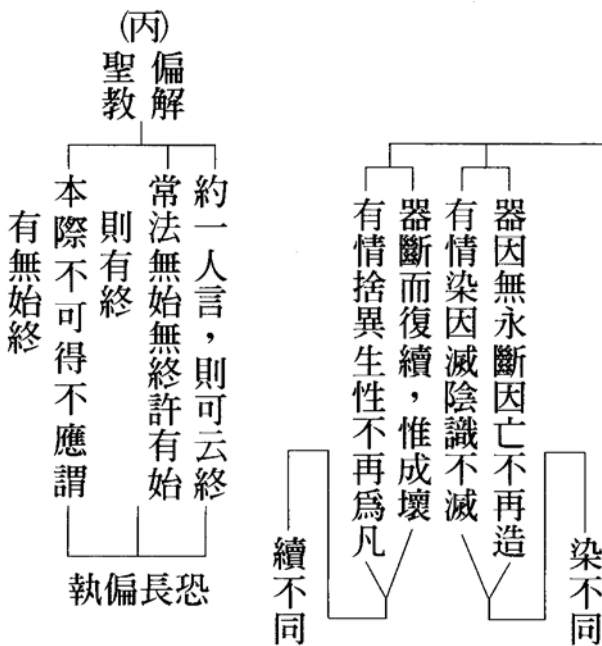 器因無永斷因亡不再造
有情染因滅陰識不滅
染不同
器斷而復續，惟成壞
有情捨異生性不再爲凡
續不同
(丙)
偏解
聖教
約一人言，則可云終
常法無始無終許有始
則有終
本際不可得不應謂
有無始終
執偏長恐